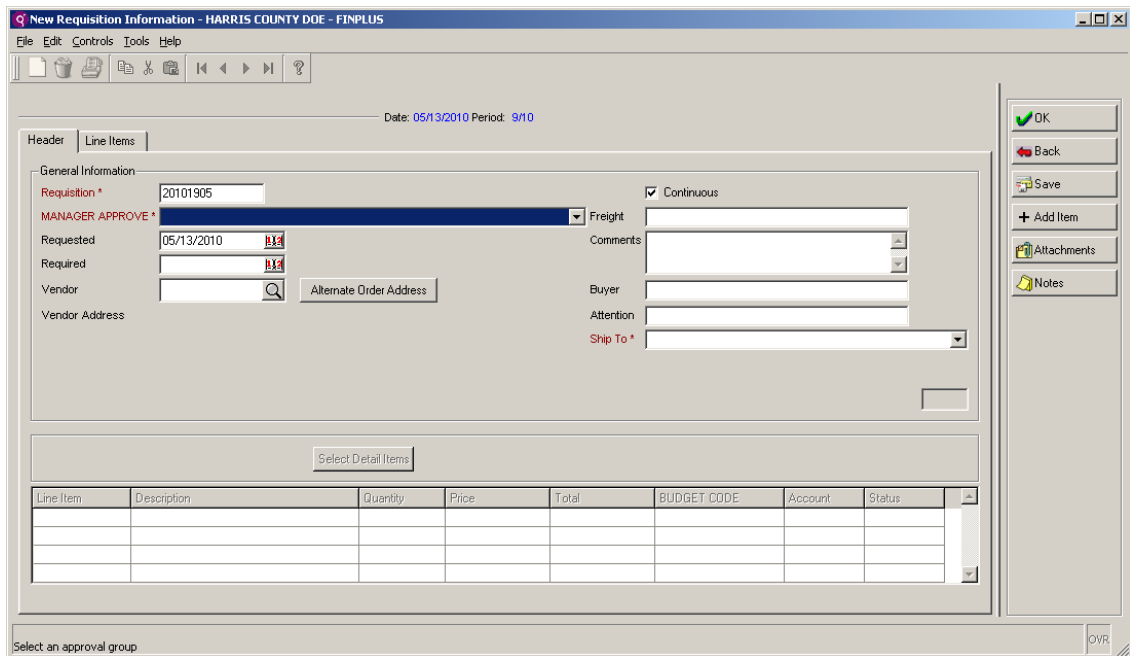 New Requisition Information - HARRIS COUNTY DOE - FINPLUS
File Edit Controls Tools Help
Date: 05/13/2010 Period: 9/10
Header Line Items
General Information
Requisition * 20101905
Continuous
MANAGER APPROVE *
Freight
Requested 05/13/2010
Comments
Required
Vendor
Alternate Order Address
Buyer
Vendor Address
Attention
Ship To *
OK
Back
Save
Add Item
Attachments
Notes
Select Detail Items
Line Item Description Quantity Price Total BUDGET CODE Account Status
Select an approval group
OVR